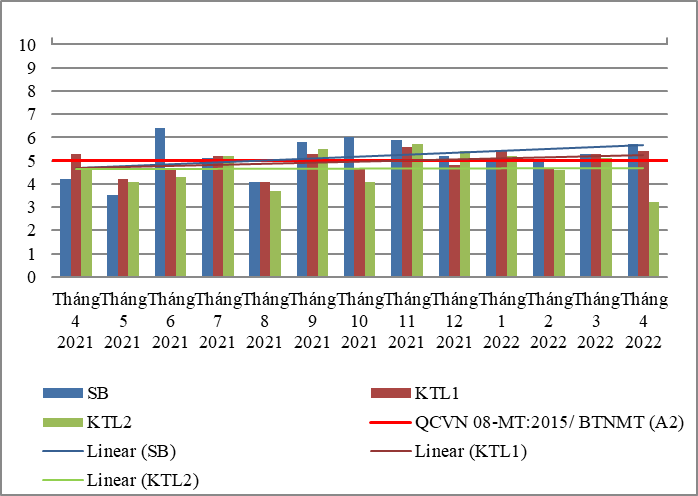 10
9
8
7
6
5
4
3
2
1
0
Tháng Tháng Tháng Tháng Tháng Tháng Tháng Tháng Tháng Tháng Tháng Tháng Tháng
4 5 6 7 8 9 10 11 12 1 2 3 4
2021 2021 2021 2021 2021 2021 2021 2021 2021 2022 2022 2022 2022
SB KTL1
KTL2 QCVN 08-MT:2015/ BTNMT (A2)
Linear (SB) Linear (KTL1)
Linear (KTL2)